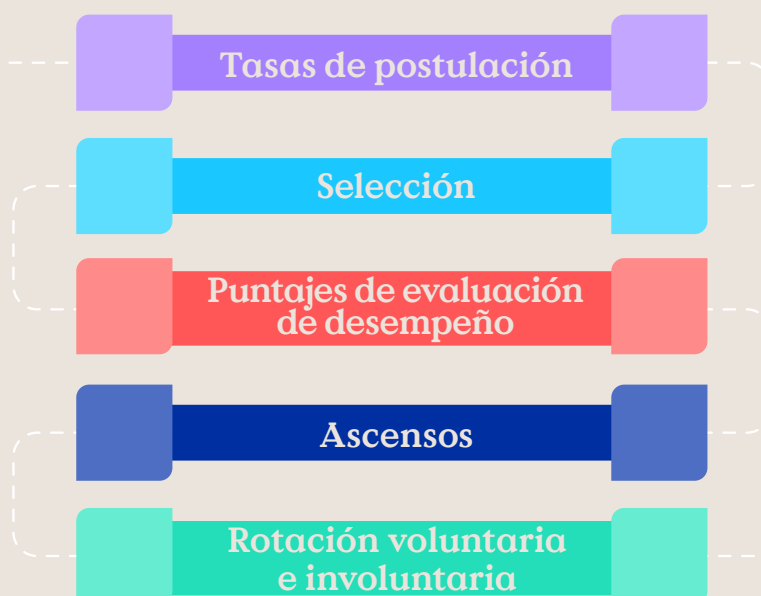 Tasas de postulación
Selección
Puntajes de evaluación
de desempeño
Ascensos
Rotación voluntaria
e involuntaria